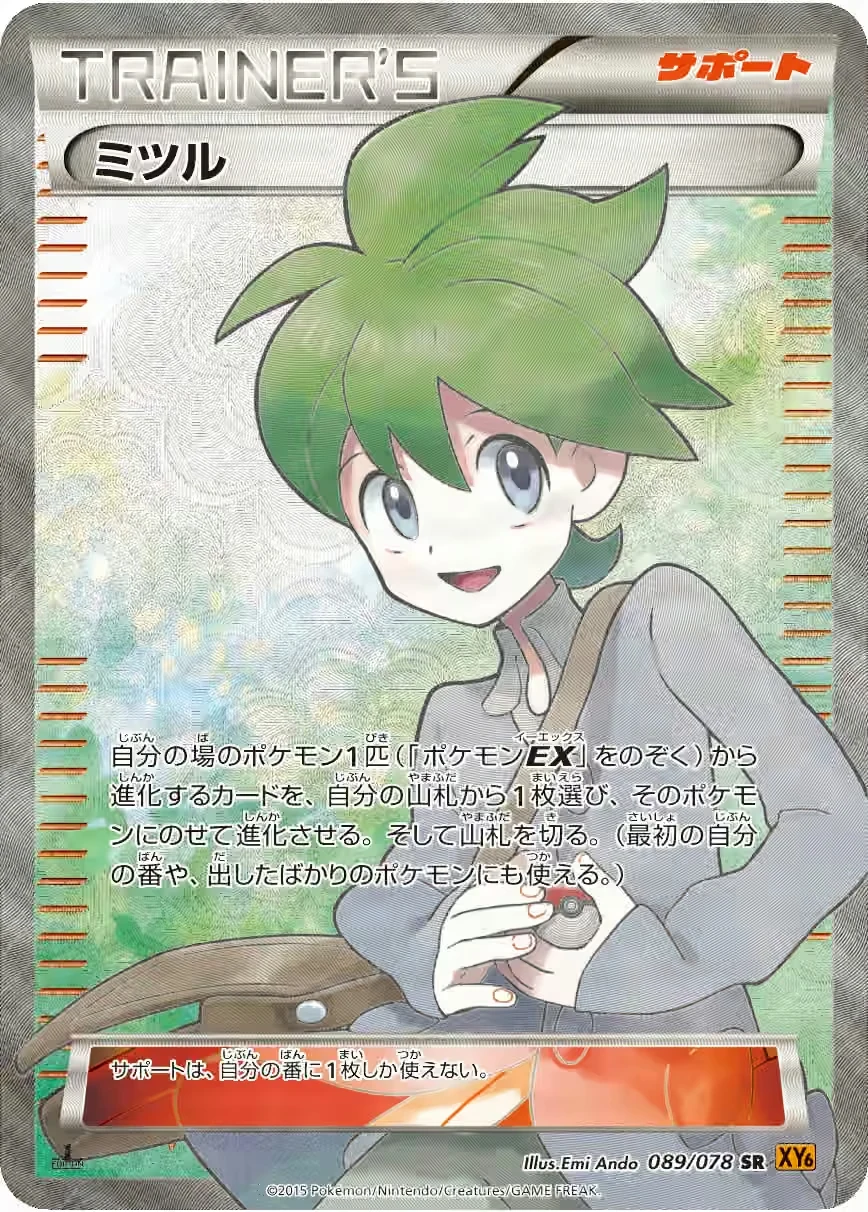 TRAINER'S
サポート
ミツル
自分の場のポケモン1匹(「ポケモンEX」をのぞく)から
進化するカードを、自分の山札から1枚選び、そのポケモ
ンにのせて進化させる。そして山札を切る。(最初の自分
の番や、出したばかりのポケモンにも使える。)
サポートは、自分の番に1枚しか使えない。
1 EDITION
Illus.Emi Ando 089/078 SR XY6
©2015 Pokémon/Nintendo/Creatures/GAME FREAK.